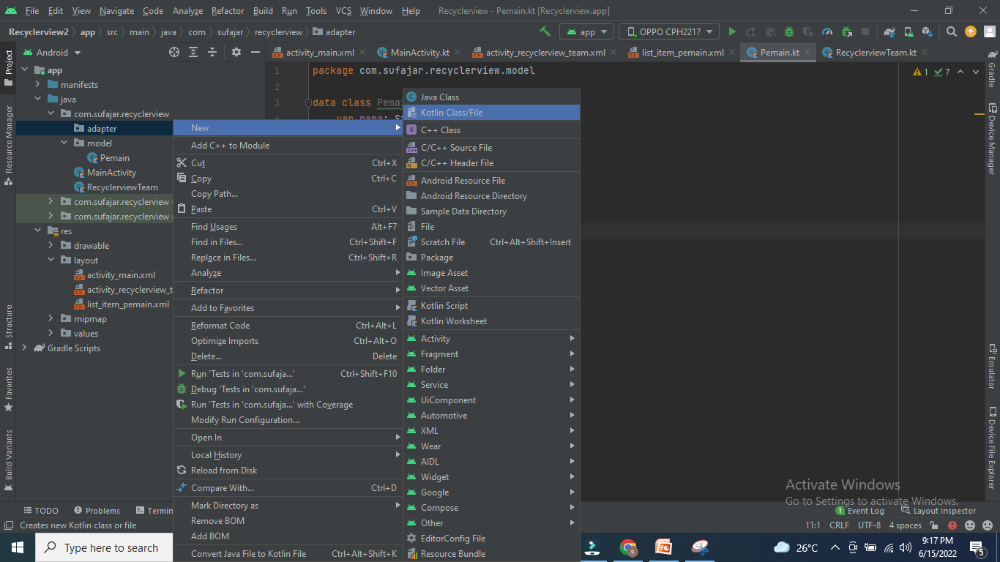 File Edit View Navigate Code Analyze Refactor Build Run Tools VCS Window Help Recyclerview - Pemain.kt [Recyclerview.app]
Recyclerview2 app src main java com sufajar recyclerview adapter app OPPO CPH2217
Project
Resource Manager
Structure
Favorites
Build Variants
Android
app
manifests
java
com.sufajar.recyclerview
adapter
model
Pemain
MainActivity
RecyclerviewTeam
com.sufajar.recyclerview
com.sufajar.recyclerview
res
drawable
layout
activity_main.xml
activity_recyclerview_t
list_item_pemain.xml
mipmap
values
Gradle Scripts
activity_main.xml MainActivity.kt activity_recyclerview_team.xml list_item_pemain.xml Pemain.kt RecyclerviewTeam.kt
1 package com.sufajar.recyclerview.model
2
3 data class Pemai
4 var nama: St
1 7
New
Add C++ to Module
Cut Ctrl+X
Copy Ctrl+C
Copy Path...
Paste Ctrl+V
Find Usages Alt+F7
Find in Files... Ctrl+Shift+F
Replace in Files... Ctrl+Shift+R
Analyze
Refactor
Add to Favorites
Reformat Code Ctrl+Alt+L
Optimize Imports Ctrl+Alt+O
Delete... Delete
Run 'Tests in 'com.sufaja...' Ctrl+Shift+F10
Debug 'Tests in 'com.sufaja...'
Run 'Tests in 'com.sufaja...' with Coverage
Modify Run Configuration...
Open In
Local History
Reload from Disk
Compare With... Ctrl+D
Mark Directory as
Remove BOM
Add BOM
Convert Java File to Kotlin File Ctrl+Alt+Shift+K
Java Class
Kotlin Class/File
C++ Class
C/C++ Source File
C/C++ Header File
Android Resource File
Android Resource Directory
Sample Data Directory
File
Scratch File Ctrl+Alt+Shift+Insert
Package
Image Asset
Vector Asset
Kotlin Script
Kotlin Worksheet
Activity
Fragment
Folder
Service
UiComponent
Automotive
XML
Wear
AIDL
Widget
Google
Compose
Other
EditorConfig File
Resource Bundle
Gradle
Device Manager
Emulator
Device File Explorer
Activate Windows
Go to Settings to activate Windows.
TODO Problems Termin 1 Event Log Layout Inspector
Creates new Kotlin class or file 11:1 CRLF UTF-8 4 spaces
Type here to search 26°C 9:17 PM
6/15/2022 5